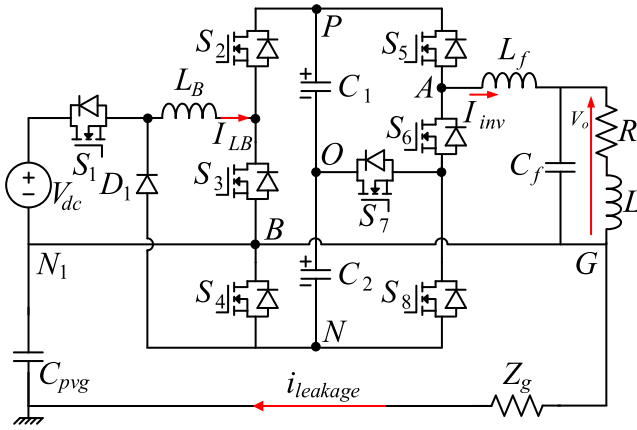 P
S2
S5
Lf
LB
C1
A
Iinv
Vo
R
S1
ILB
S6
O
Cf
Vdc
D1
S3
S7
L
B
N1
G
S4
C2
S8
N
Cpvg
ileakage
Zg